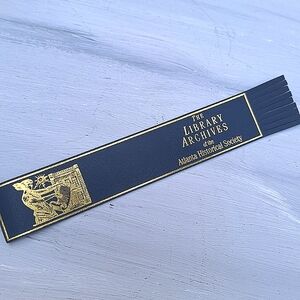 THE
LIBRARY
ARCHIVES
of the
Atlanta Historical Society